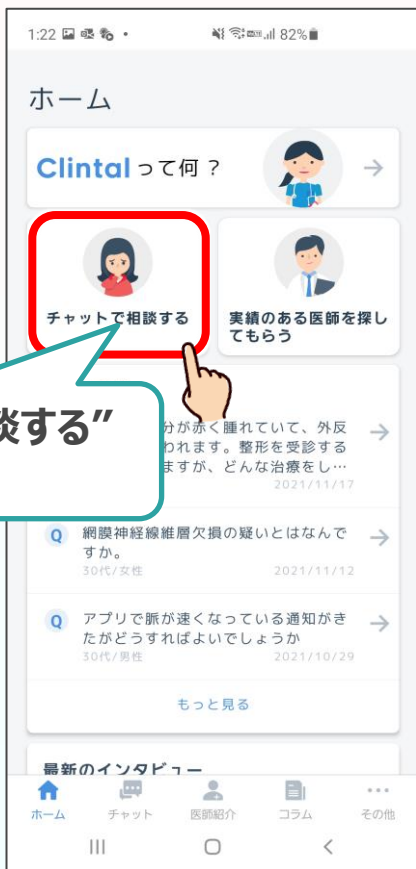 1:22 82%
ホーム
Clintalって何？
チャットで相談する
実績のある医師を探し
てもらう
談する”
分が赤く腫れていて、外反
われます。整形を受診する
ますが、どんな治療をし…
2021/11/17
Q 網膜神経線維層欠損の疑いとはなんで
すか。
30代/女性 2021/11/12
Q アプリで脈が速くなっている通知がき
たがどうすればよいでしょうか
30代/男性 2021/10/29
もっと見る
最新のインタビュー
ホーム チャット 医師紹介 コラム その他